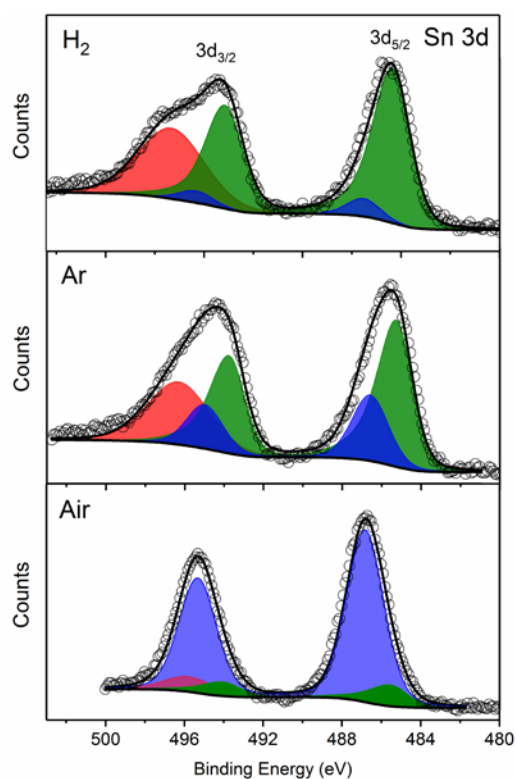 H₂
3d₃/₂
3d₅/₂
Sn 3d
Counts
Ar
Counts
Air
Counts
500
496
492
488
484
480
Binding Energy (eV)